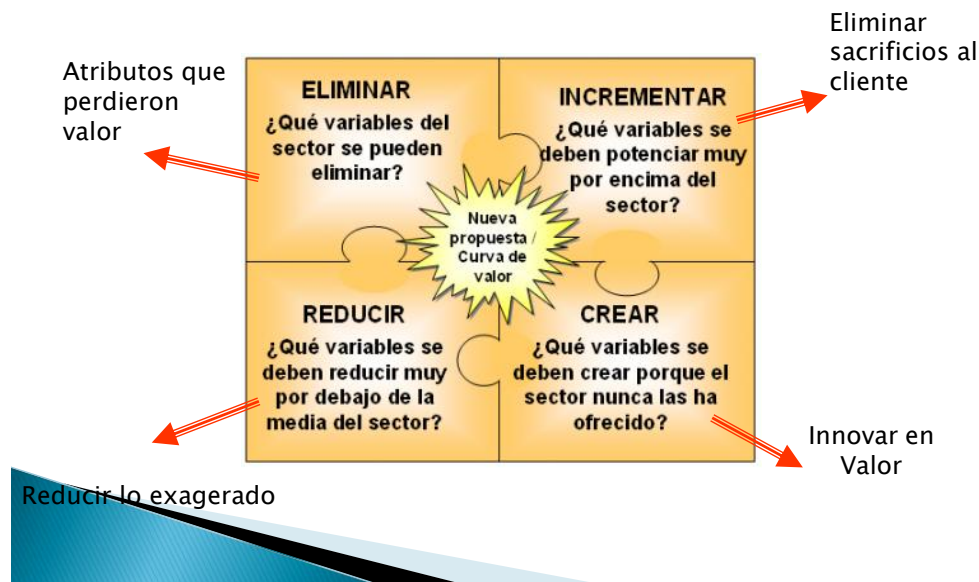 Atributos que
perdieron
valor
ELIMINAR
¿Qué variables del
sector se pueden
eliminar?
INCREMENTAR
¿Qué variables se
deben potenciar muy
por encima del
sector?
Eliminar
sacrificios al
cliente
Nueva
propuesta /
Curva de
valor
REDUCIR
¿Qué variables se
deben reducir muy
por debajo de la
media del sector?
CREAR
¿Qué variables se
deben crear porque el
sector nunca las ha
ofrecido?
Reducir lo exagerado
Innovar en
Valor